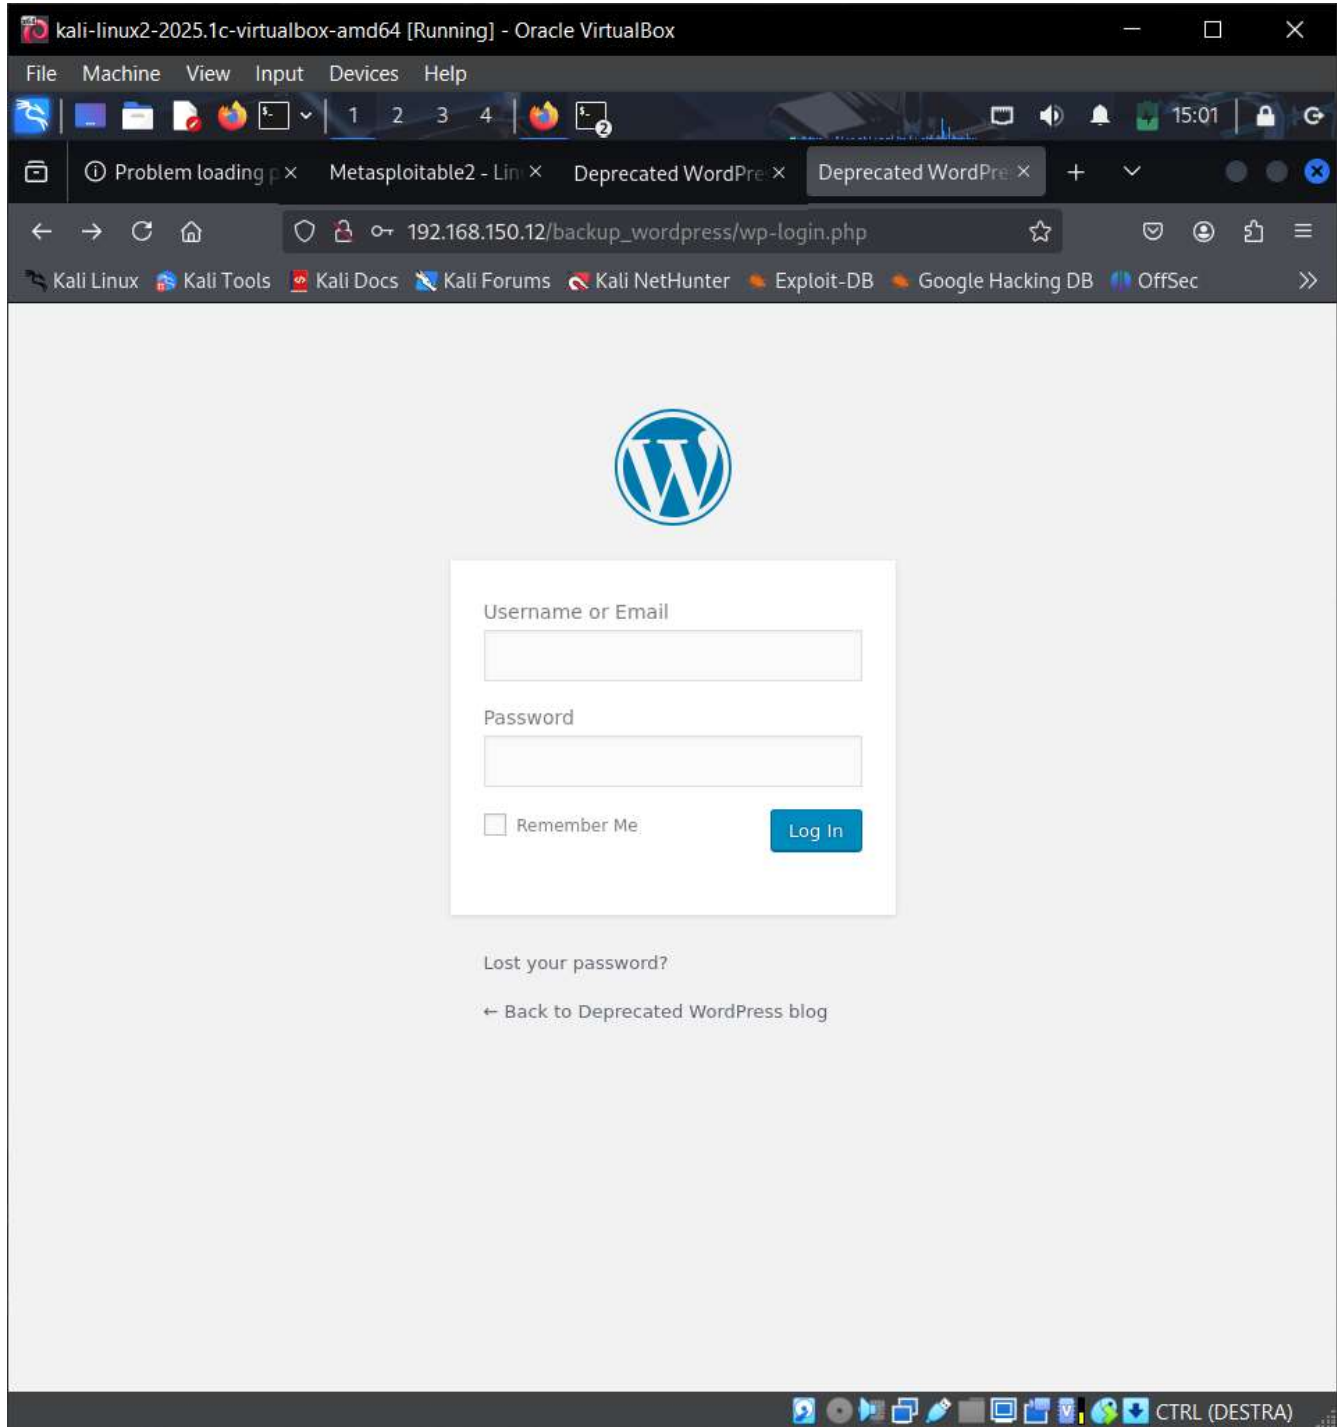 kali-linux2-2025.1c-virtualbox-amd64 [Running] - Oracle VirtualBox
File Machine View Input Devices Help
1 2 3 4 2 15:01
Problem loading p Metasploitable2 - Lin Deprecated WordPre Deprecated WordPre
192.168.150.12/backup_wordpress/wp-login.php
Kali Linux Kali Tools Kali Docs Kali Forums Kali NetHunter Exploit-DB Google Hacking DB OffSec
Username or Email
Password
Remember Me Log In
Lost your password?
← Back to Deprecated WordPress blog
CTRL (DESTRA)